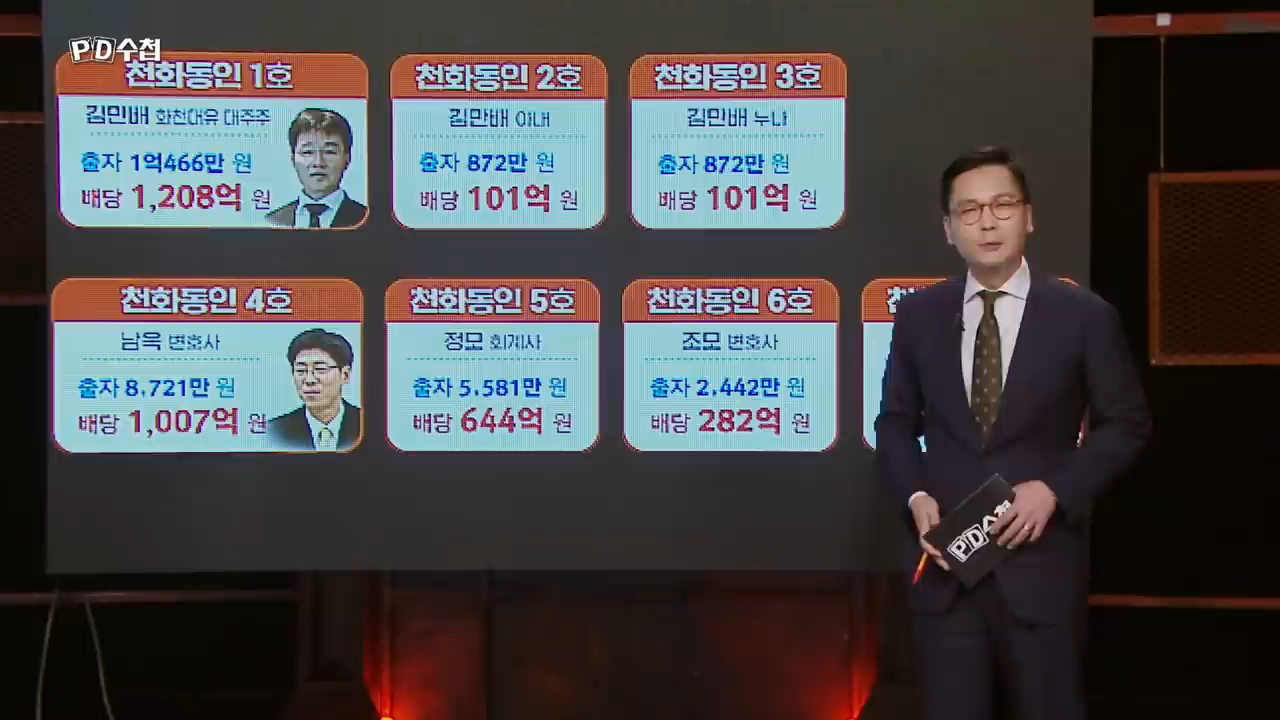 PD수첩
천화동인 1호
김만배 화천대유 대주주
출자 1억466만 원
배당 1,208억 원
천화동인 2호
김만배 아내
출자 872만 원
배당 101억 원
천화동인 3호
김만배 누나
출자 872만 원
배당 101억 원
천화동인 4호
남욱 변호사
출자 8,721만 원
배당 1,007억 원
천화동인 5호
정모 회계사
출자 5,581만 원
배당 644억 원
천화동인 6호
조모 변호사
출자 2,442만 원
배당 282억 원
PD수첩